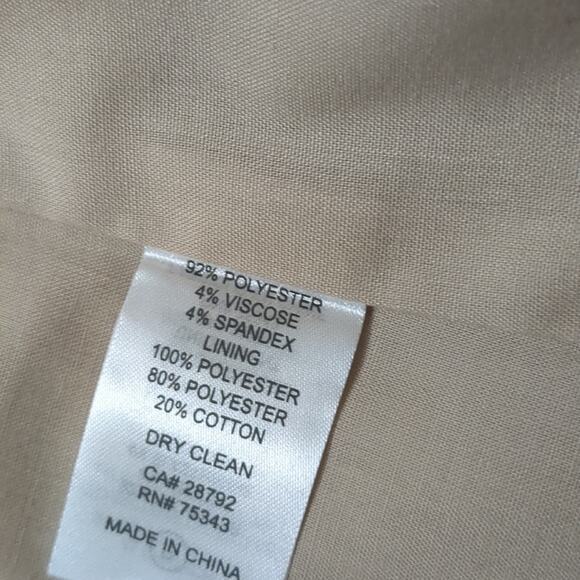 92% POLYESTER
4% VISCOSE
4% SPANDEX
LINING
100% POLYESTER
80% POLYESTER
20% COTTON
DRY CLEAN
CA# 28792
RN# 75343
MADE IN CHINA